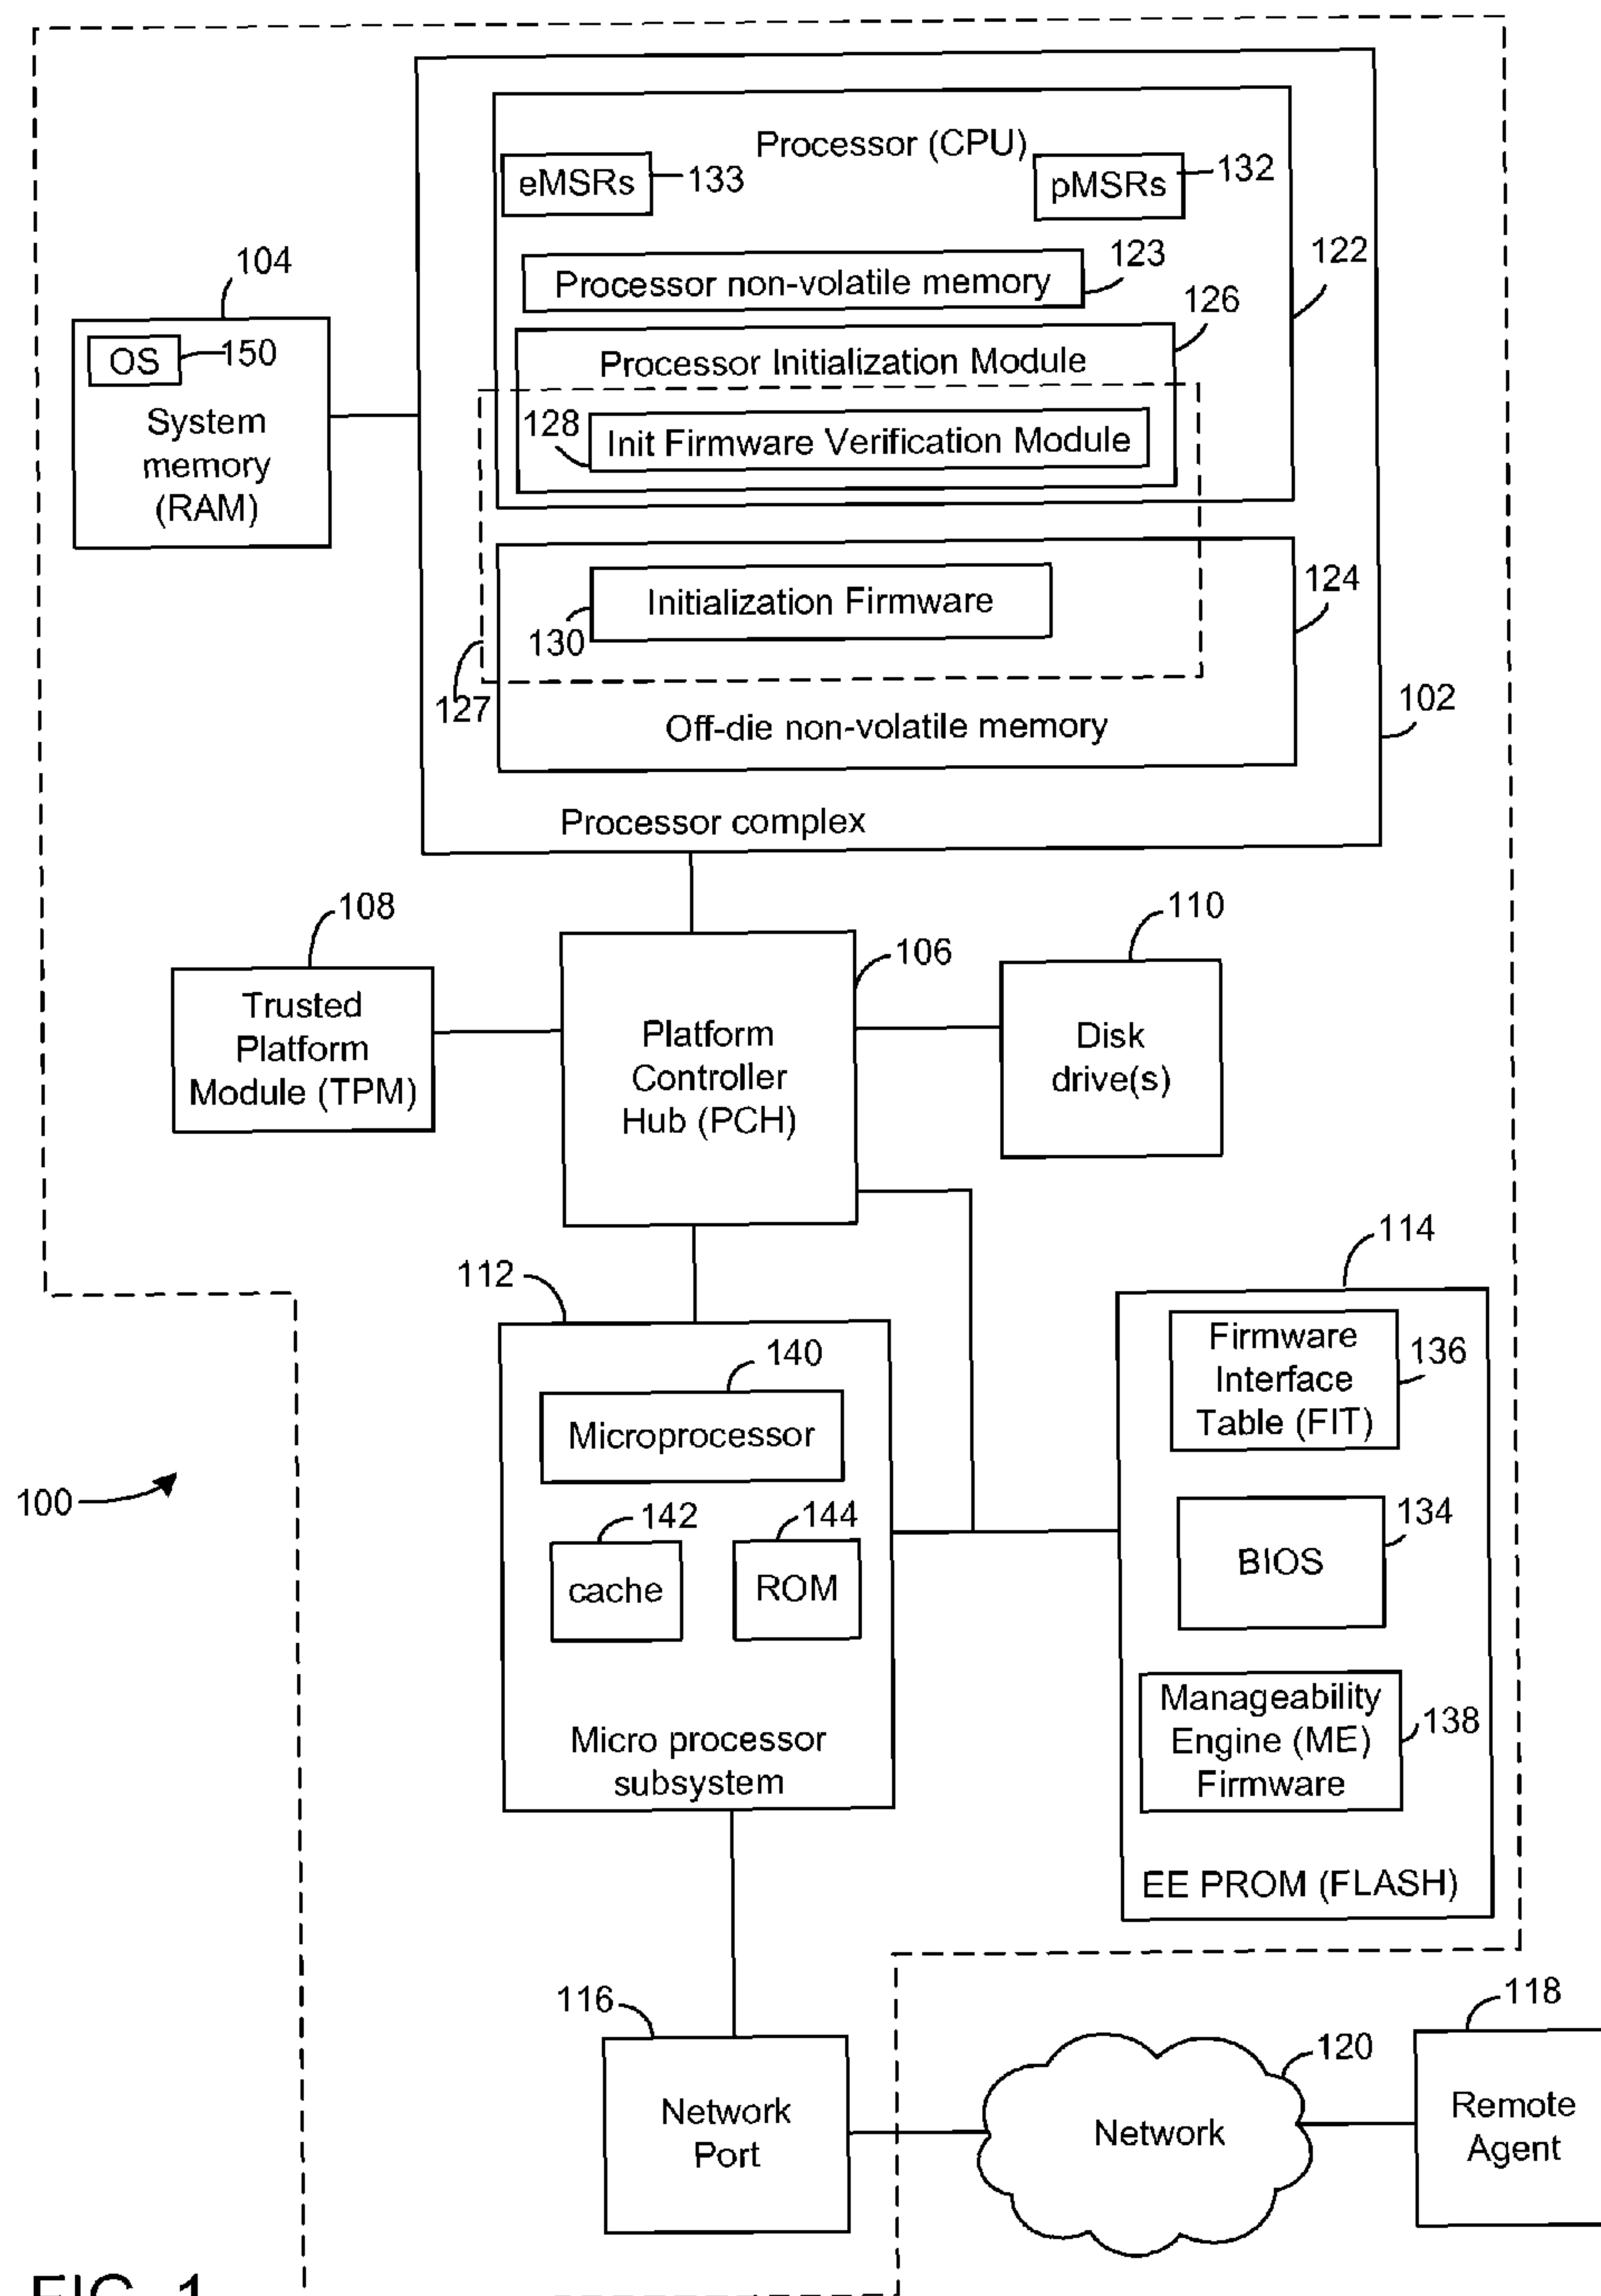 Processor (CPU)
eMSRs
133
pMSRs
132
122
Processor non-volatile memory
123
126
Processor Initialization Module
128
Init Firmware Verification Module
104
OS
150
System
memory
(RAM)
Initialization Firmware
130
124
127
Off-die non-volatile memory
102
Processor complex
108
Trusted
Platform
Module (TPM)
106
Platform
Controller
Hub (PCH)
110
Disk
drive(s)
112
140
Microprocessor
142
cache
144
ROM
Micro processor
subsystem
114
Firmware
Interface
Table (FIT)
136
BIOS
134
Manageability
Engine (ME)
Firmware
138
EE PROM (FLASH)
100
116
Network
Port
120
Network
118
Remote
Agent
FIG. 1